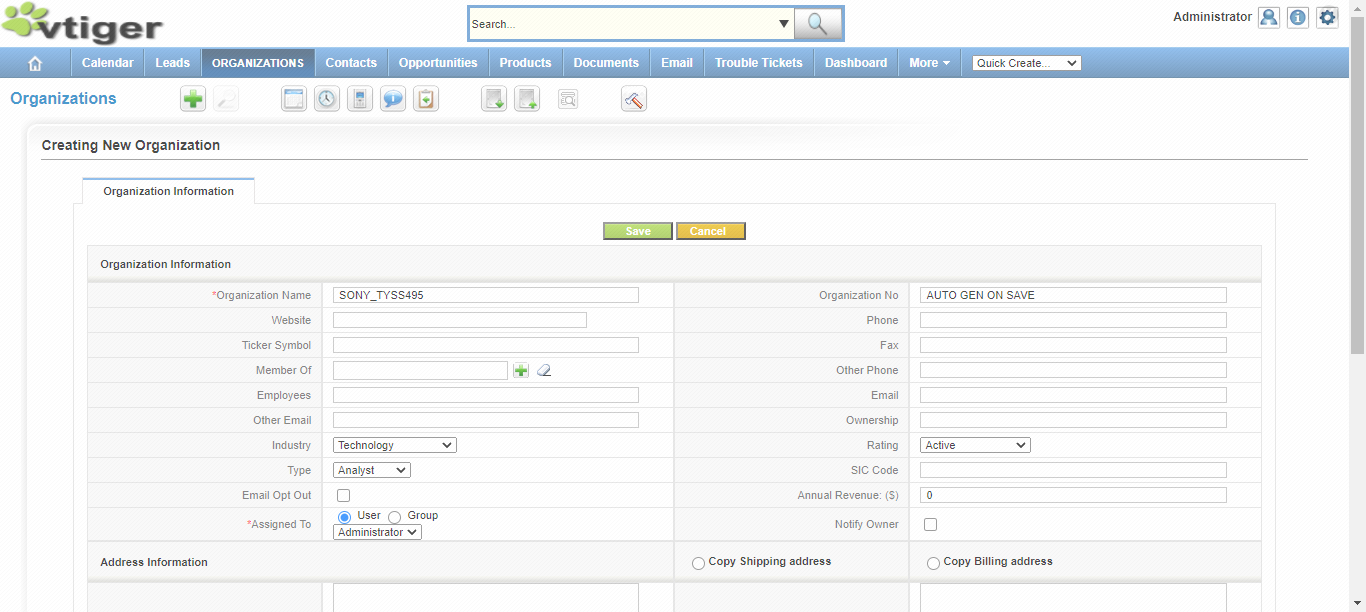 vtiger
Search...
Administrator
Calendar Leads ORGANIZATIONS Contacts Opportunities Products Documents Email Trouble Tickets Dashboard More Quick Create...
Organizations
Creating New Organization
Organization Information
Save Cancel
Organization Information
*Organization Name SONY_TYSS495 Organization No AUTO GEN ON SAVE
Website Phone
Ticker Symbol Fax
Member Of Other Phone
Employees Email
Other Email Ownership
Industry Technology Rating Active
Type Analyst SIC Code
Email Opt Out Annual Revenue: ($) 0
*Assigned To User Group Notify Owner
Administrator
Address Information Copy Shipping address Copy Billing address